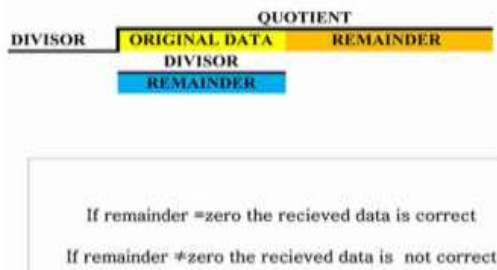 QUOTIENT
DIVISOR ORIGINAL DATA REMAINDER
DIVISOR
REMAINDER
If remainder =zero the recieved data is correct
If remainder ≠zero the recieved data is not correct